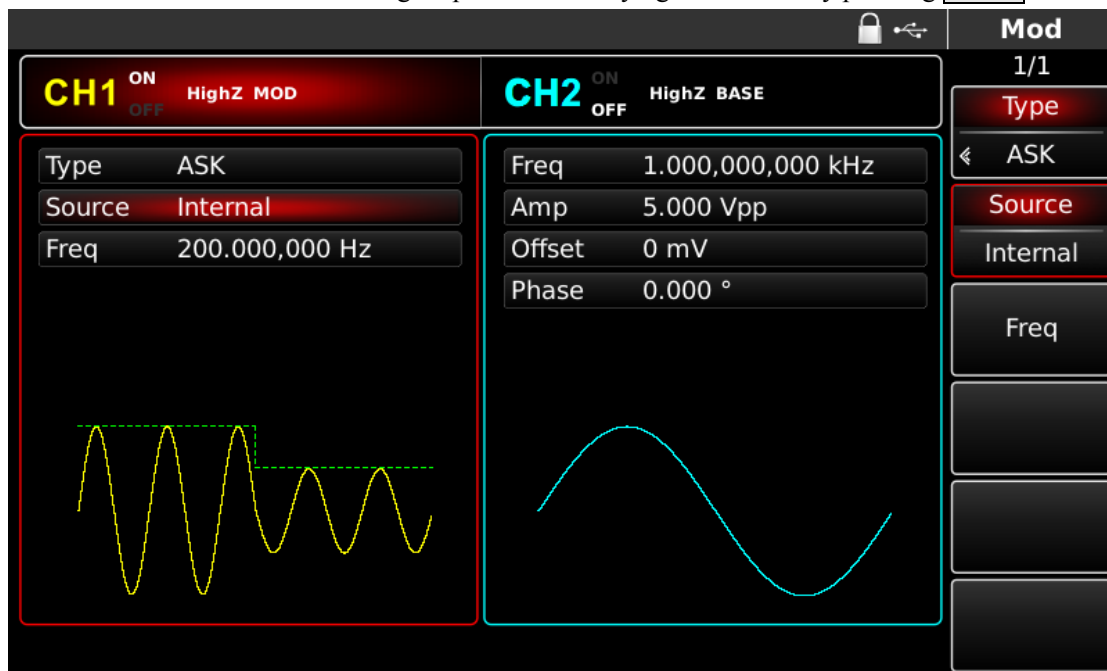 Mod
1/1
CH1 ON OFF HighZ MOD
CH2 ON OFF HighZ BASE
Type ASK
Source Internal
Freq 200.000,000 Hz
Freq 1.000,000,000 kHz
Amp 5.000 Vpp
Offset 0 mV
Phase 0.000 °
Type
ASK
Source
Internal
Freq